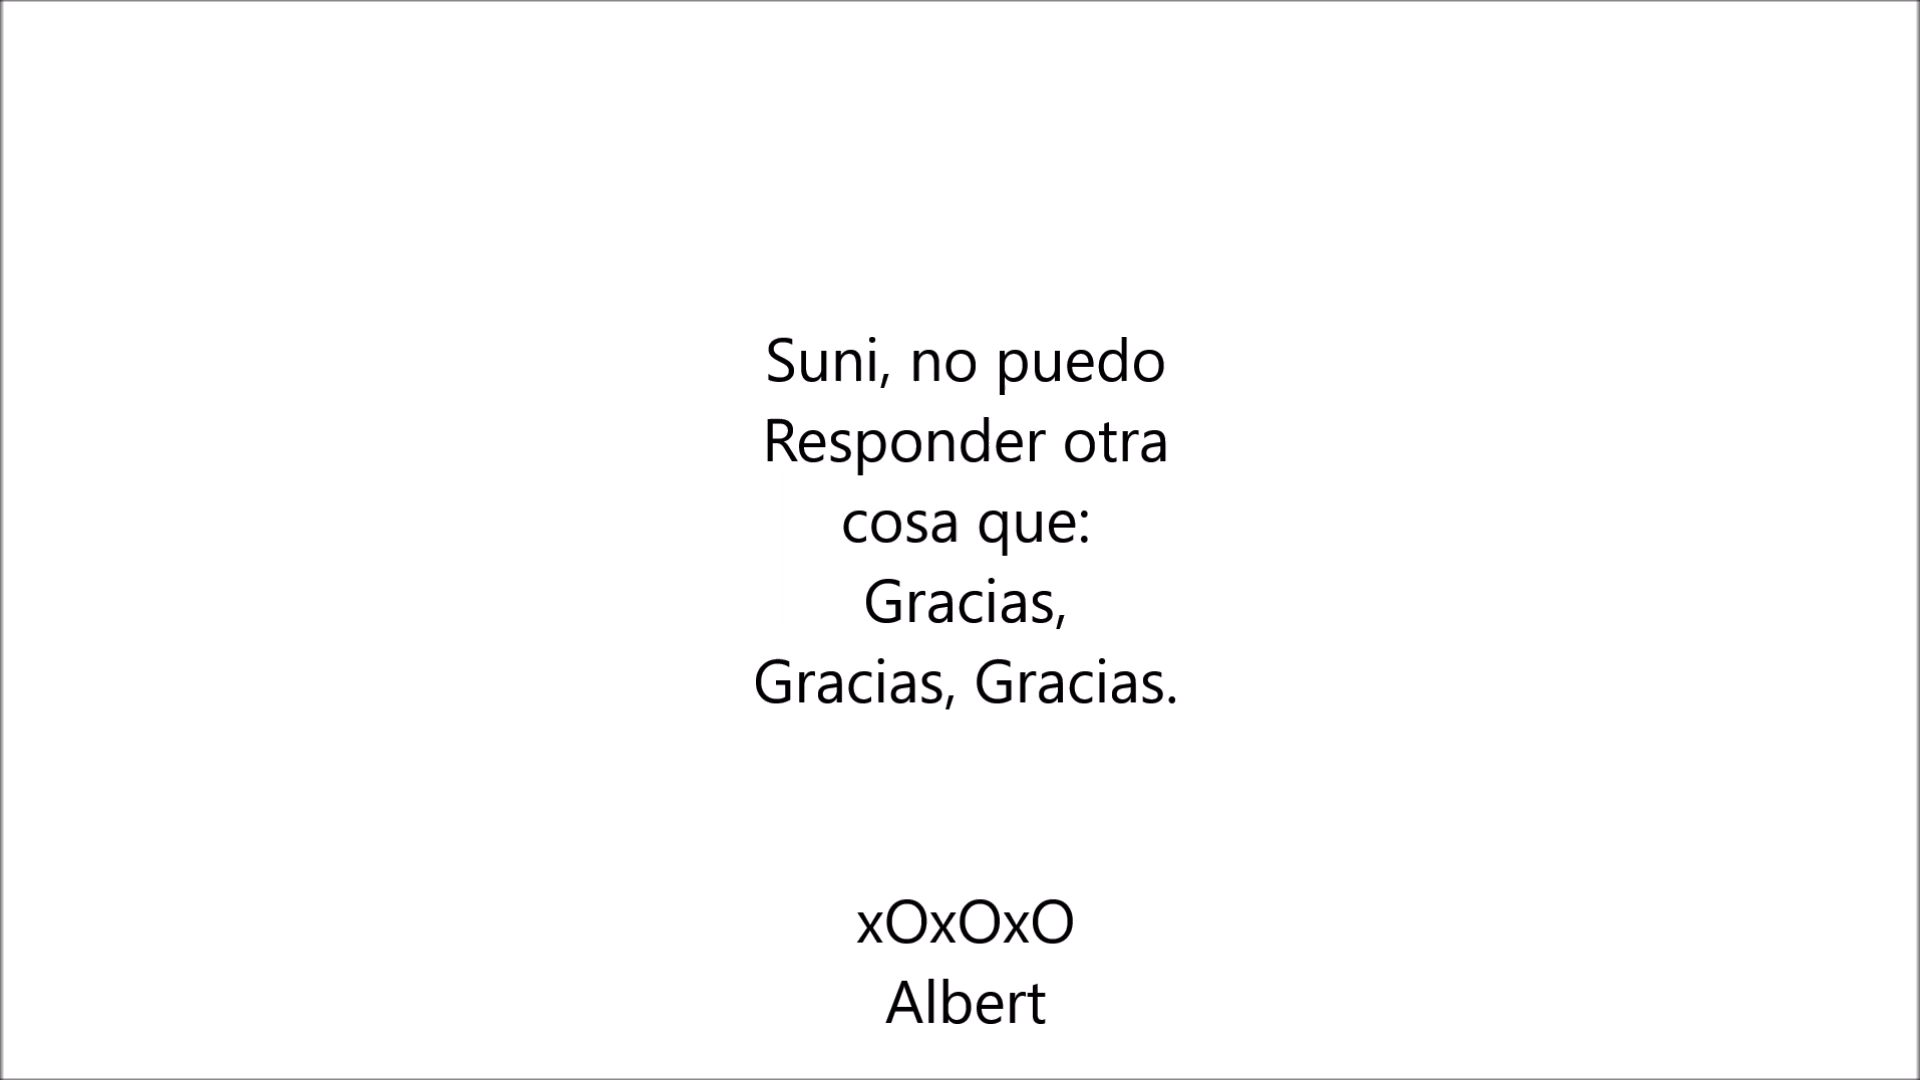 Suni, no puedo
Responder otra
cosa que:
Gracias,
Gracias, Gracias.
xOxOxO
Albert